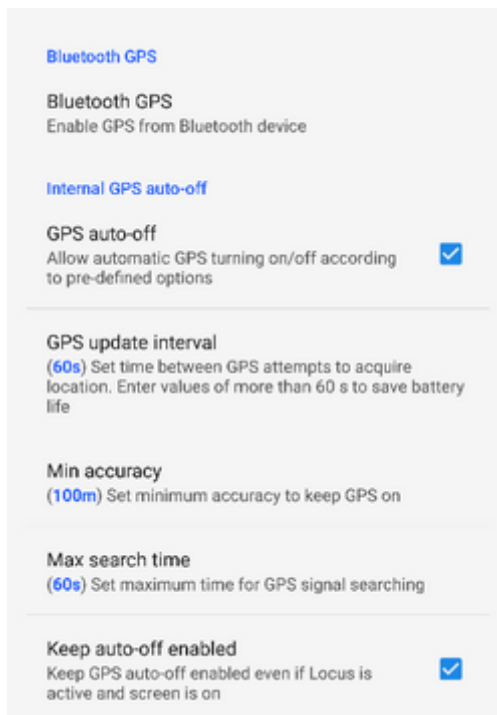 Bluetooth GPS
Bluetooth GPS
Enable GPS from Bluetooth device
Internal GPS auto-off
GPS auto-off
Allow automatic GPS turning on/off according
to pre-defined options
GPS update interval
(60s) Set time between GPS attempts to acquire
location. Enter values of more than 60 s to save battery
life
Min accuracy
(100m) Set minimum accuracy to keep GPS on
Max search time
(60s) Set maximum time for GPS signal searching
Keep auto-off enabled
Keep GPS auto-off enabled even if Locus is
active and screen is on